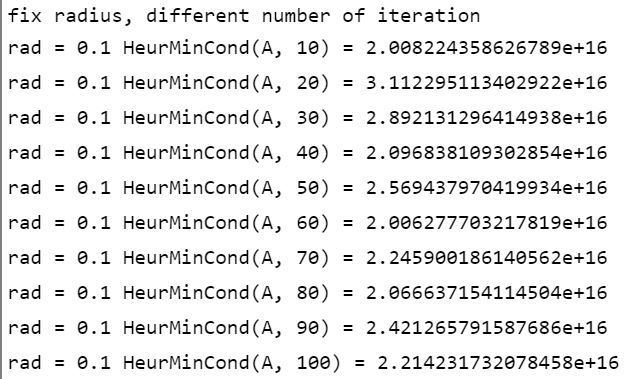 fix radius, different number of iteration
rad = 0.1 HeurMinCond(A, 10) = 2.008224358626789e+16
rad = 0.1 HeurMinCond(A, 20) = 3.112295113402922e+16
rad = 0.1 HeurMinCond(A, 30) = 2.892131296414938e+16
rad = 0.1 HeurMinCond(A, 40) = 2.096838109302854e+16
rad = 0.1 HeurMinCond(A, 50) = 2.569437970419934e+16
rad = 0.1 HeurMinCond(A, 60) = 2.006277703217819e+16
rad = 0.1 HeurMinCond(A, 70) = 2.245900186140562e+16
rad = 0.1 HeurMinCond(A, 80) = 2.066637154114504e+16
rad = 0.1 HeurMinCond(A, 90) = 2.421265791587686e+16
rad = 0.1 HeurMinCond(A, 100) = 2.214231732078458e+16